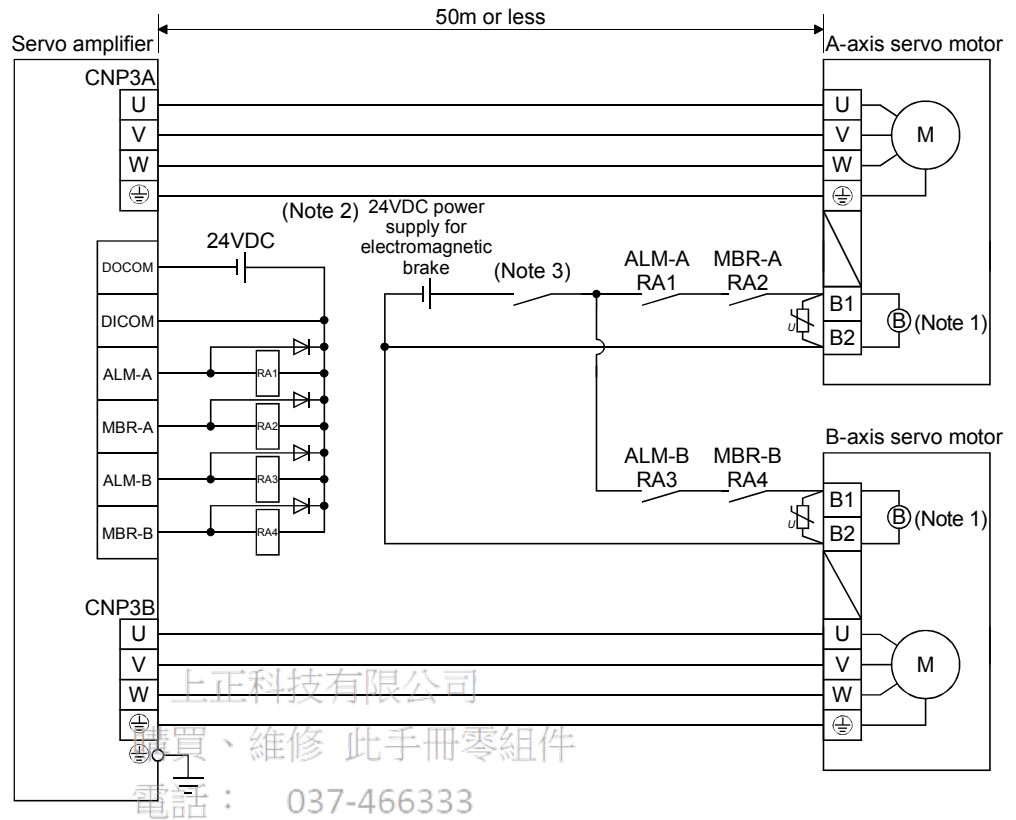 50m or less
Servo amplifier
A-axis servo motor
CNP3A
U
V
W
U
V
W
M
(Note 2)
24VDC power
supply for
electromagnetic
brake
24VDC
(Note 3)
ALM-A
RA1
MBR-A
RA2
DOCOM
DICOM
ALM-A
MBR-A
ALM-B
MBR-B
RA1
RA2
RA3
RA4
U
B1
B2
B
(Note 1)
B-axis servo motor
ALM-B
RA3
MBR-B
RA4
U
B1
B2
B
(Note 1)
CNP3B
U
V
W
U
V
W
M
上正科技有限公司
購買、維修 此手冊零組件
電話： 037-466333